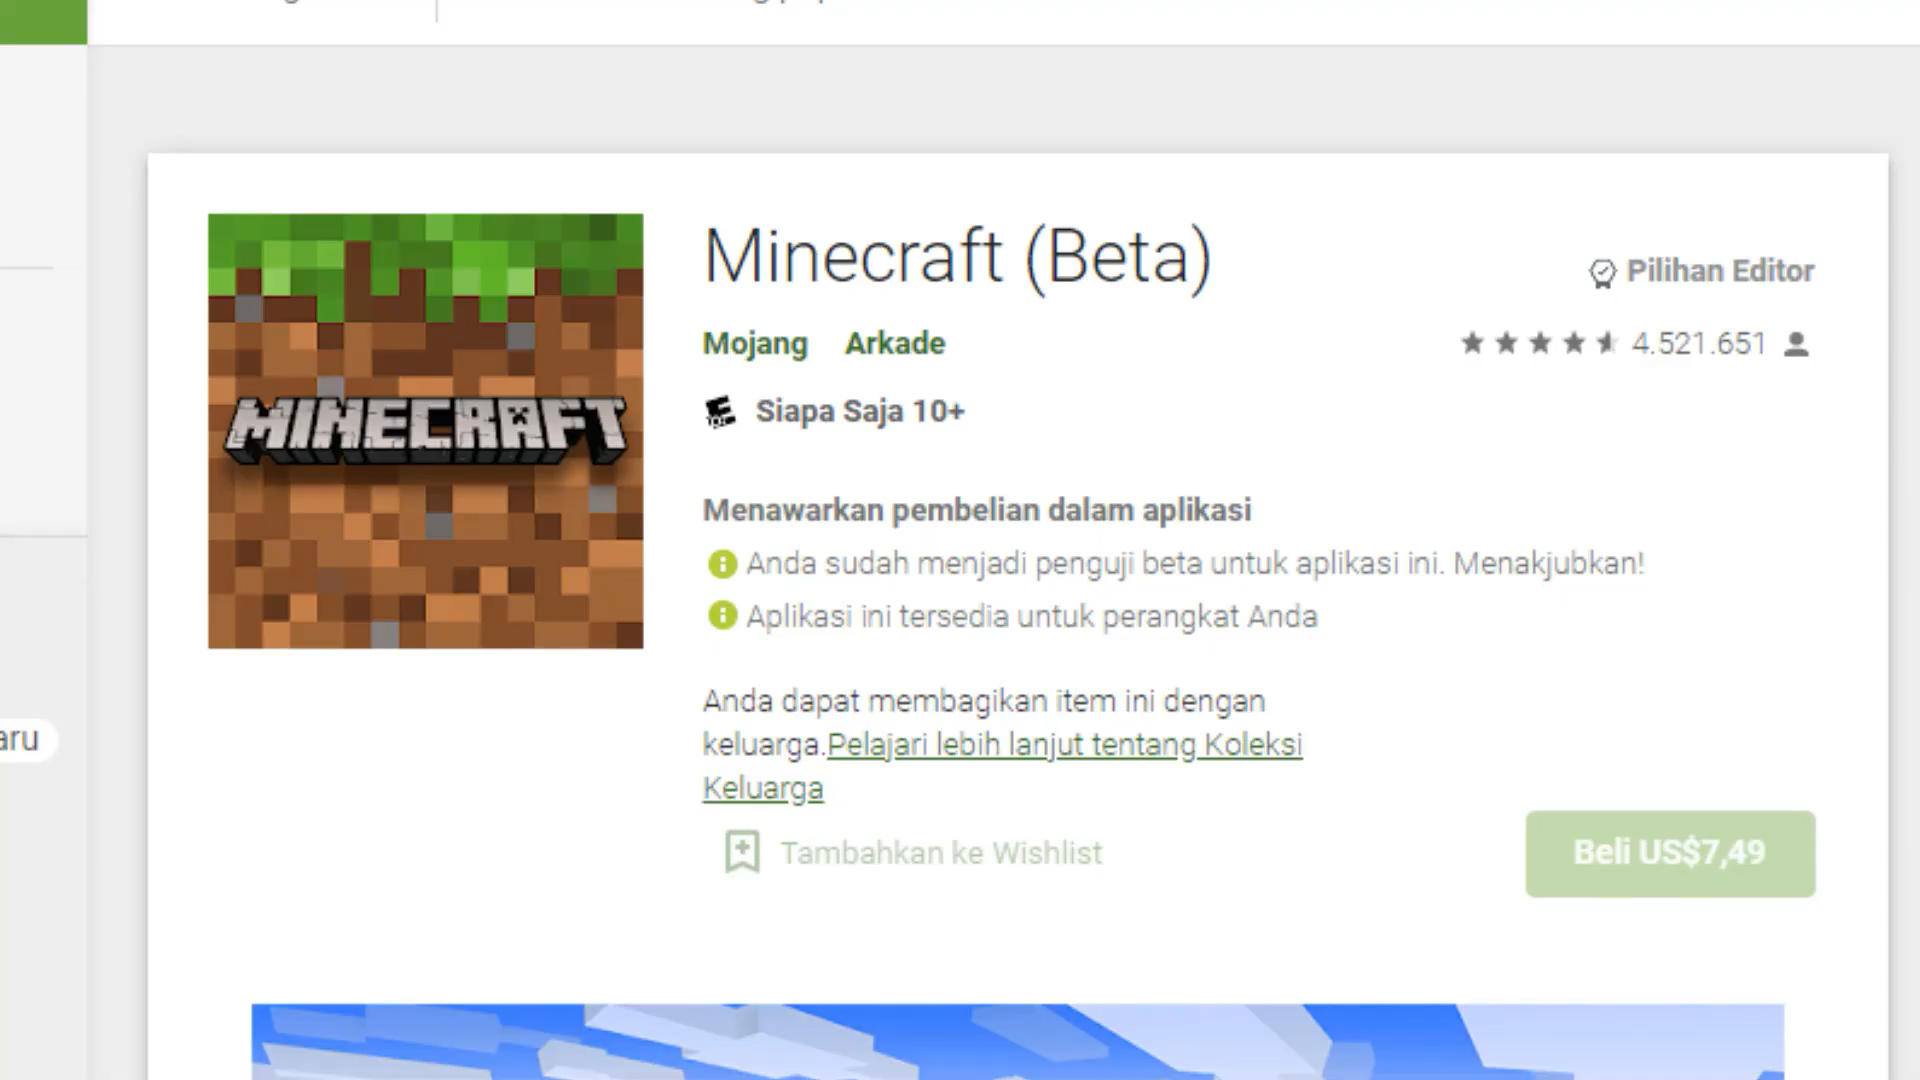 Minecraft (Beta)
Pilihan Editor
Mojang Arkade
4.521.651
Siapa Saja 10+
MINECRAFT
Menawarkan pembelian dalam aplikasi
Anda sudah menjadi penguji beta untuk aplikasi ini. Menakjubkan!
Aplikasi ini tersedia untuk perangkat Anda
Anda dapat membagikan item ini dengan
keluarga.Pelajari lebih lanjut tentang Koleksi
Keluarga
aru
Tambahkan ke Wishlist
Beli US$7,49